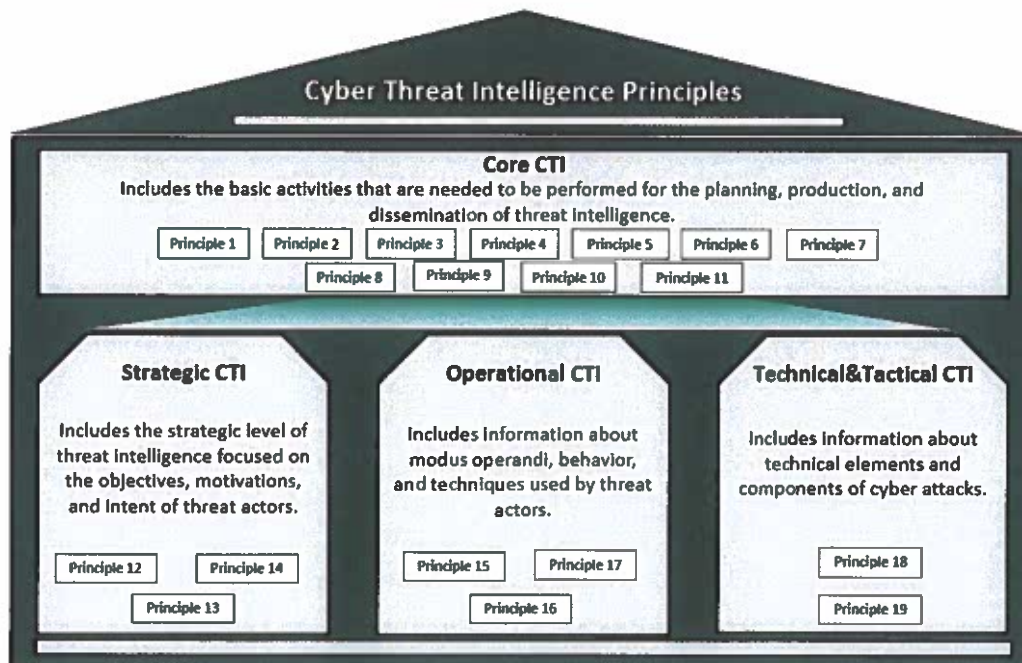 Cyber Threat Intelligence Principles
Core CTI
Includes the basic activities that are needed to be performed for the planning, production, and
dissemination of threat intelligence.
Principle 1 Principle 2 Principle 3 Principle 4 Principle 5 Principle 6 Principle 7
Principle 8 Principle 9 Principle 10 Principle 11
Strategic CTI
Includes the strategic level of
threat intelligence focused on
the objectives, motivations,
and intent of threat actors.
Principle 12 Principle 14
Principle 13
Operational CTI
Includes information about
modus operandi, behavior,
and techniques used by threat
actors.
Principle 15 Principle 17
Principle 16
Technical&Tactical CTI
Includes information about
technical elements and
components of cyber attacks.
Principle 18
Principle 19